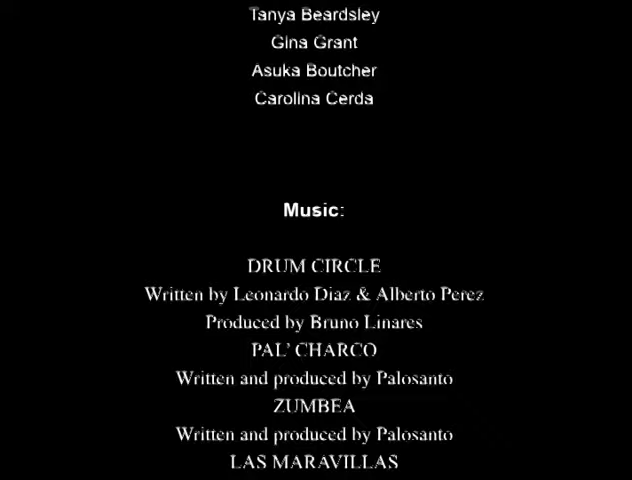 Tanya Beardsley
Gina Grant
Asuka Boutcher
Carolina Cerda
Music:
DRUM CIRCLE
Written by Leonardo Diaz & Alberto Perez
Produced by Bruno Linares
PAL' CHARCO
Written and produced by Palosanto
ZUMBEA
Written and produced by Palosanto
LAS MARAVILLAS